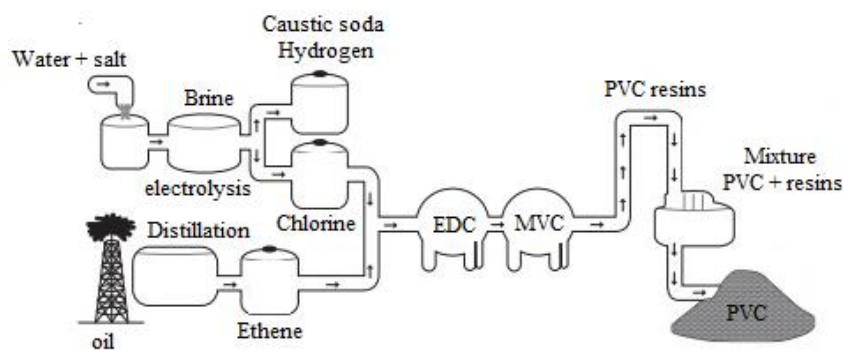 Caustic soda
Hydrogen
Water + salt
Brine
electrolysis
Chlorine
Distillation
oil
Ethene
EDC
MVC
PVC resins
Mixture
PVC + resins
PVC